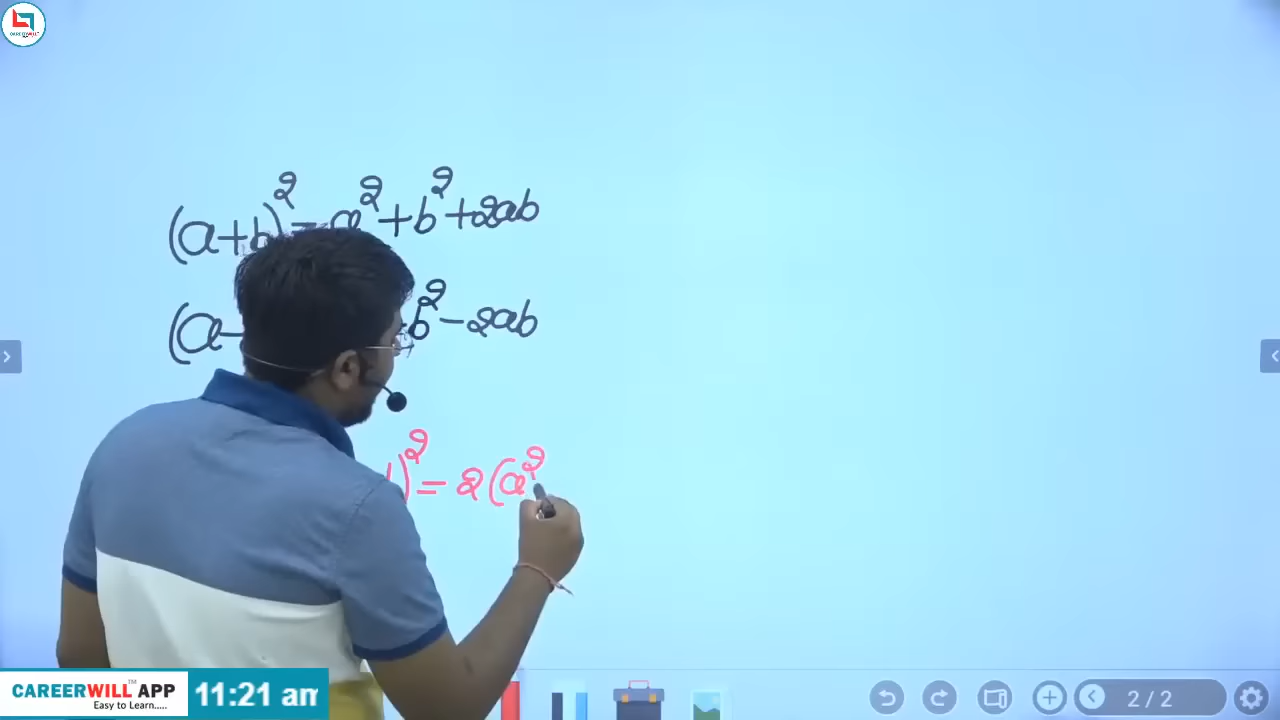 CAREERWILL
(a+b)² = a² + b² + 2ab
(a- b² - 2ab
)² = 2(a²
CAREERWILL™ APP
Easy to Learn.....
11:21 am
2 / 2